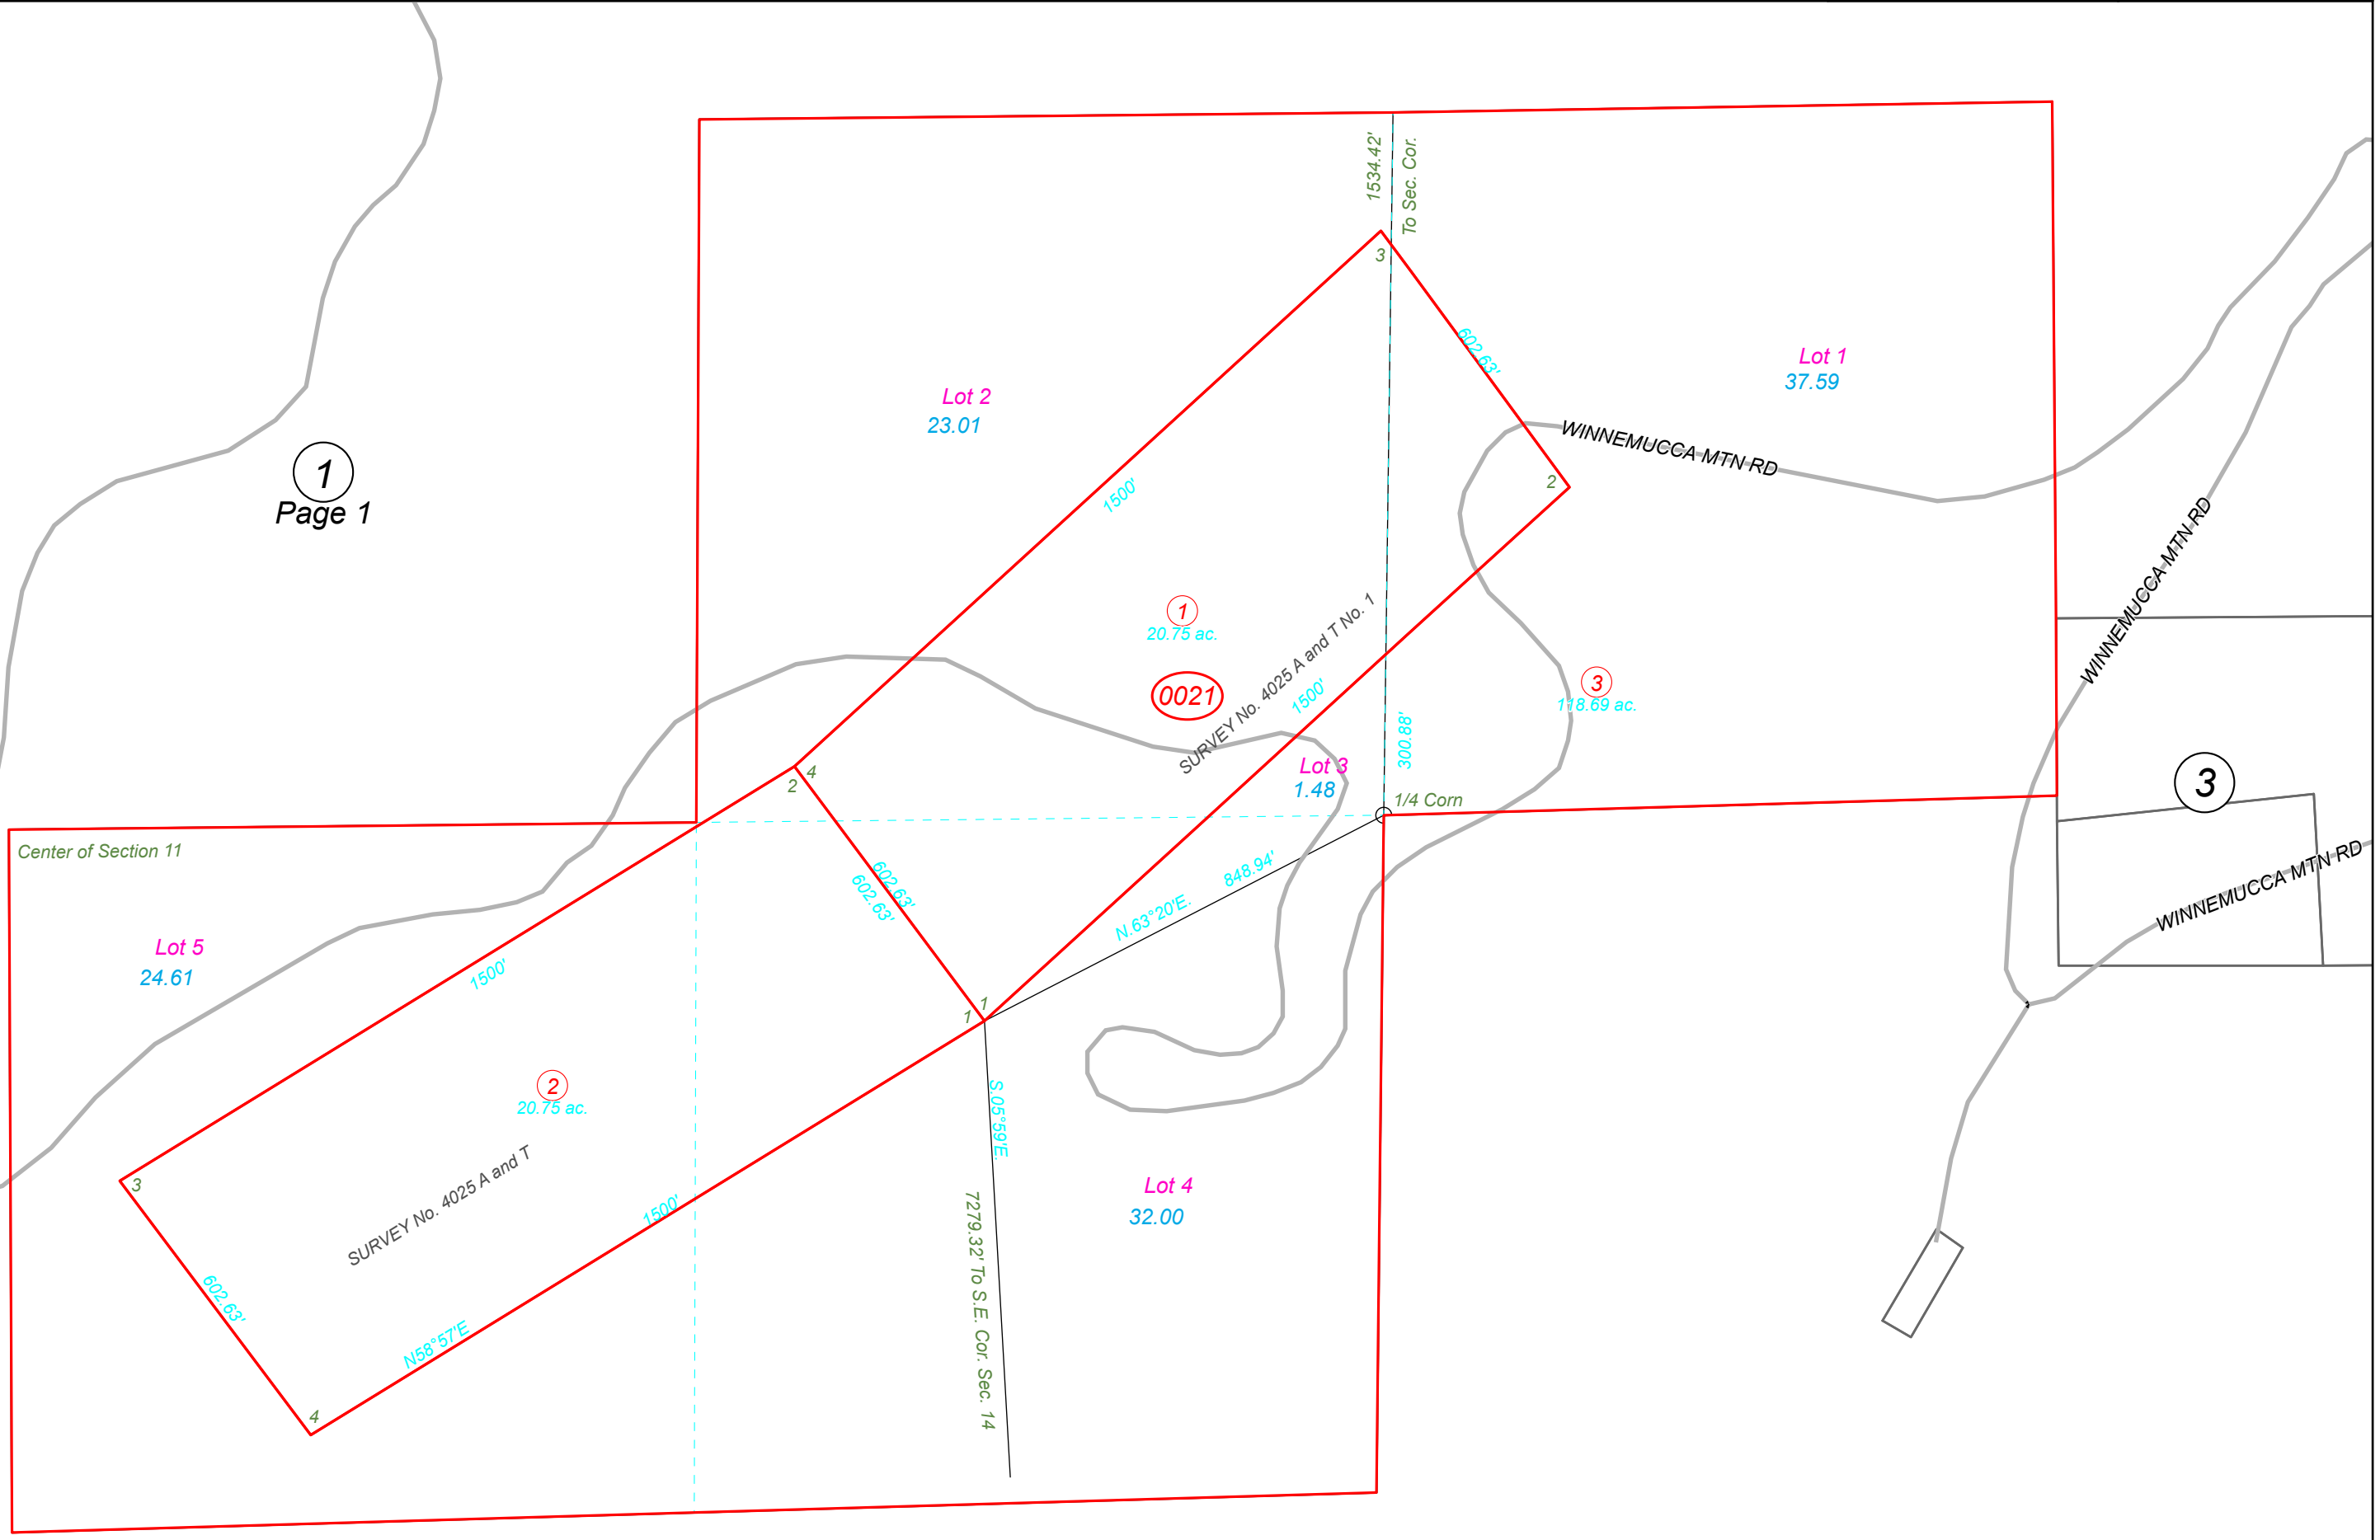 1534.42'
To Sec. Cor.
3
602.63'
Lot 1
37.59
Lot 2
23.01
WINNEMUCCA MTN RD
1
Page 1
2
1500'
WINNEMUCCA MTN RD
1
20.75 ac.
SURVEY No. 4025 A and T No. 1
0021
1500'
3
118.69 ac.
300.88'
Lot 3
1.48
4
2
1/4 Corn
3
Center of Section 11
602.63'
602.63'
848.94'
N.63°20'E.
WINNEMUCCA MTN RD
Lot 5
24.61
1500'
1
1
2
20.75 ac.
S.05°59'E.
7279.32' To S.E. Cor. Sec. 14
Lot 4
32.00
3
SURVEY No. 4025 A and T
1500'
602.63'
N58°57'E
4